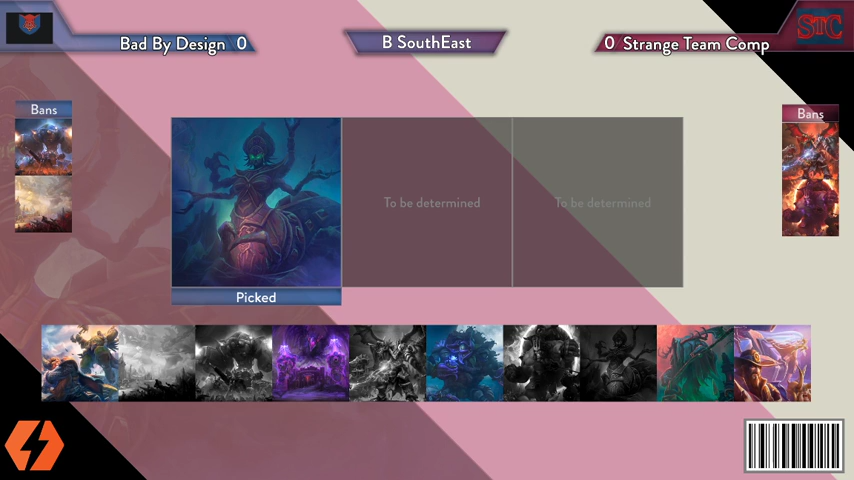 Bad By Design 0
B SouthEast
0 Strange Team Comp
STC
Bans
Bans
To be determined
To be determined
Picked